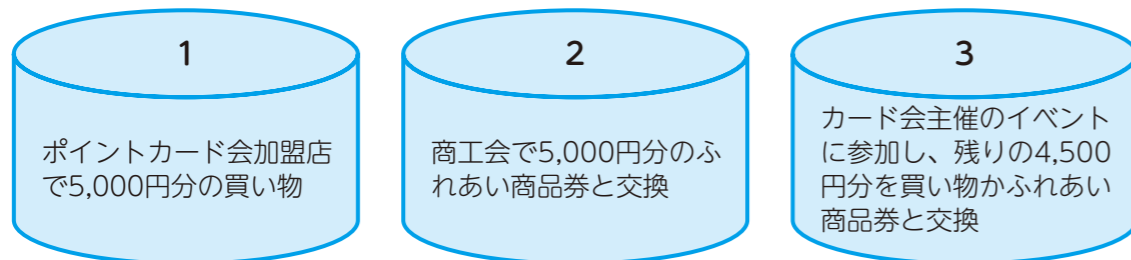 1
ポイントカード会加盟店
で5,000円分の買い物
2
商工会で5,000円分のふ
れあい商品券と交換
3
カード会主催のイベント
に参加し、残りの4,500
円分を買い物かふれあい
商品券と交換